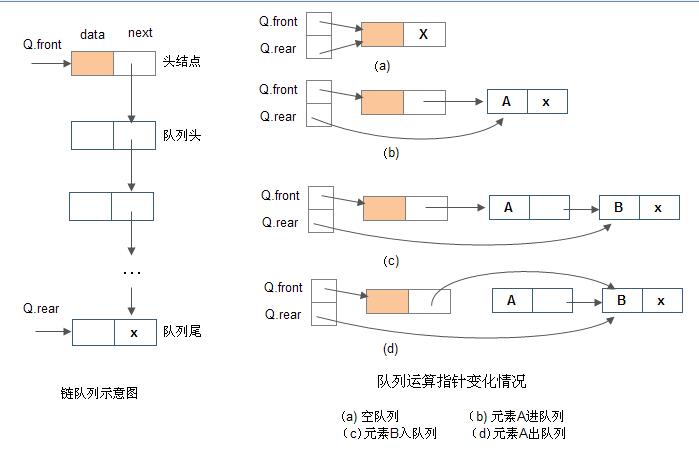 data next
Q.front
头结点
队列头
...
Q.rear
x
队列尾
链队列示意图
Q.front
Q.rear
X
(a)
Q.front
Q.rear
A x
(b)
Q.front
Q.rear
A B x
(c)
Q.front
Q.rear
A B x
(d)
队列运算指针变化情况
(a) 空队列 (b) 元素A进队列
(c) 元素B入队列 (d) 元素A出队列